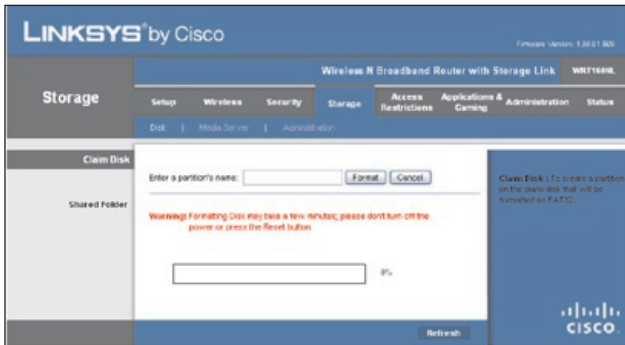 LINKSYS® by Cisco
Firmware Version: 1.00.01 B09
Wireless N Broadband Router with Storage Link
WRT160NL
Storage
Setup
Wireless
Security
Storage
Access Restrictions
Applications & Gaming
Administration
Status
Disk | Media Server | Administration
Claim Disk
Enter a partition's name:
Format
Cancel
Claim Disk : To create a partition
on the blank disk that will be
formatted as FAT32
Shared Folder
Warning! Formatting Disk may take a few minutes; please don't turn off the
power or press the Reset button.
0%
Refresh
CISCO.